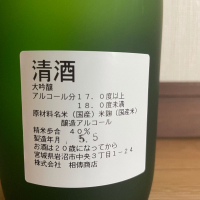 清酒
大吟醸
アルコール分17.0度以上
18.0度未満
原材料名米(国産)米麹(国産米)
醸造アルコール
精米歩合 40%
製造年月 5.5
お酒は20歳になってから
宮城県岩沼市中央3丁目1-24
株式会社 相傳商店